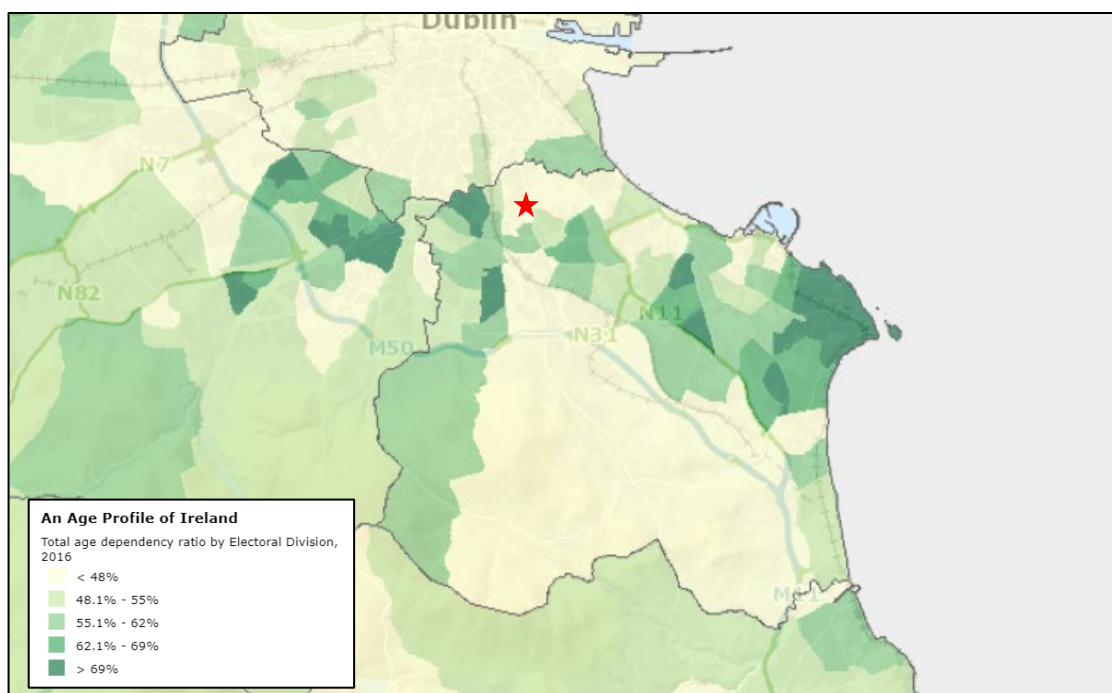 Dublin
N7
N82
M50
N31
N11
M11
An Age Profile of Ireland
Total age dependency ratio by Electoral Division,
2016
< 48%
48.1% - 55%
55.1% - 62%
62.1% - 69%
> 69%